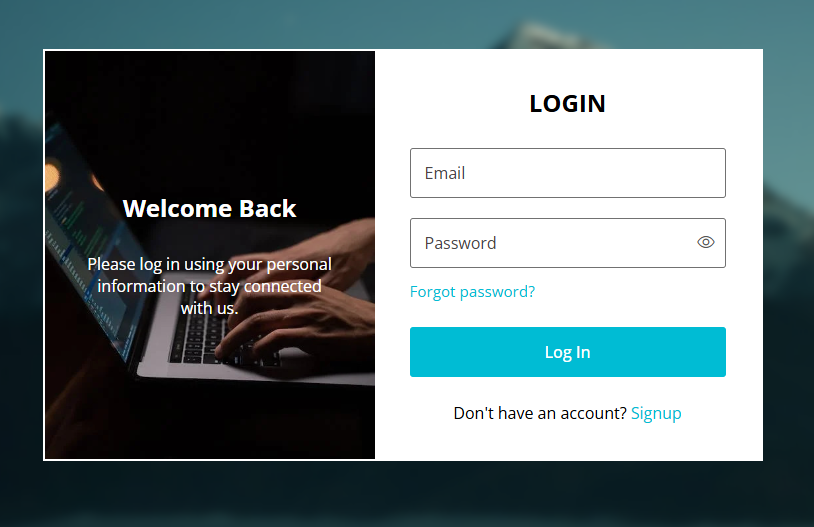 Welcome Back
Please log in using your personal
information to stay connected
with us.
LOGIN
Email
Password
Forgot password?
Log In
Don't have an account? Signup